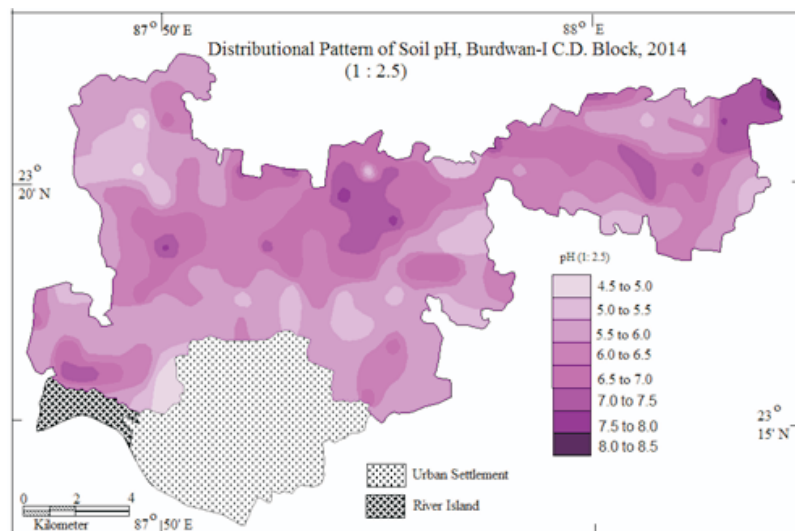 87° 50' E
88° E
Distributional Pattern of Soil pH, Burdwan-I C.D. Block, 2014
(1 : 2.5)
23°
20' N
pH (1: 2.5)
4.5 to 5.0
5.0 to 5.5
5.5 to 6.0
6.0 to 6.5
6.5 to 7.0
7.0 to 7.5
7.5 to 8.0
8.0 to 8.5
23°
15' N
Urban Settlement
River Island
0 2 4
Kilometer
87° 50' E